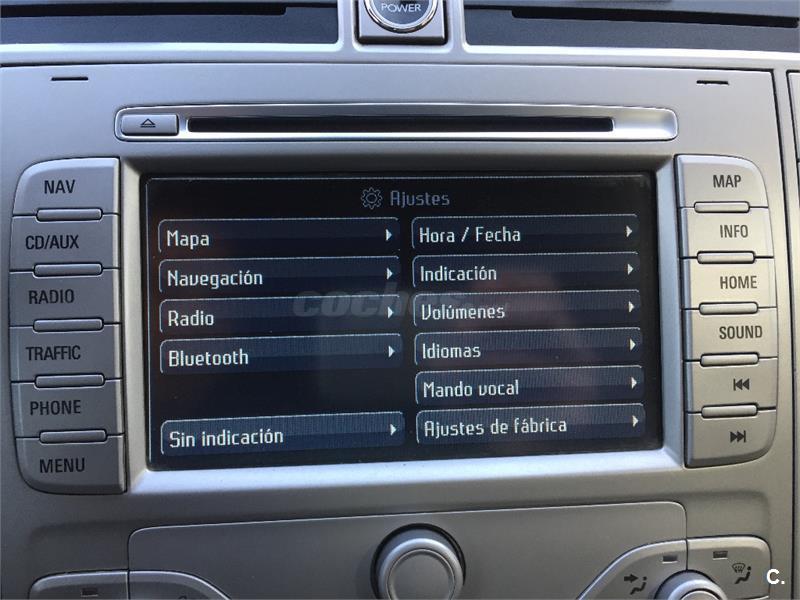 POWER
NAV
CD/AUX
RADIO
TRAFFIC
PHONE
MENU
Ajustes
Mapa
Navegación
Radio
Bluetooth
Sin indicación
Hora / Fecha
Indicación
Volúmenes
Idiomas
Mando vocal
Ajustes de fábrica
MAP
INFO
HOME
SOUND
C.